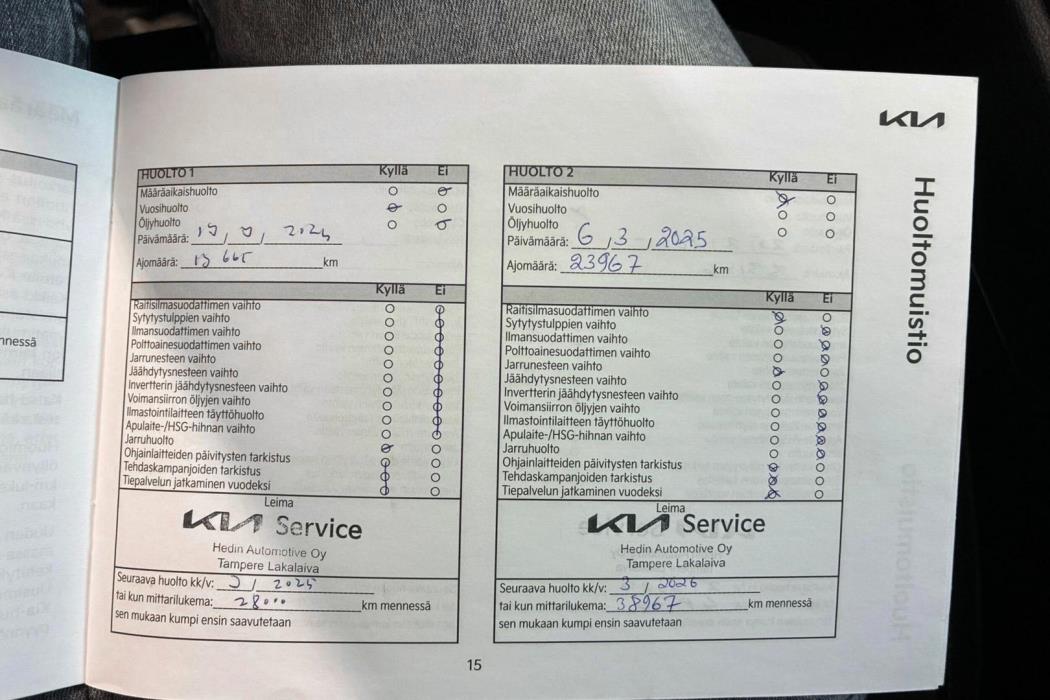 KIA
Huoltomuistio
nnessä
HUOLTO 1 Kyllä Ei
Määräaikaishuolto
Vuosihuolto
Öljyhuolto
Päivämäärä: 2024
Ajomäärä: km
Kyllä Ei
Raitisilmasuodattimen vaihto
Sytytystulppien vaihto
Ilmansuodattimen vaihto
Polttoainesuodattimen vaihto
Jarrunesteen vaihto
Jäähdytysnesteen vaihto
Invertterin jäähdytysnesteen vaihto
Voimansiirron öljyjen vaihto
Ilmastointilaitteen täyttöhuolto
Apulaite-/HSG-hihnan vaihto
Jarruhuolto
Ohjainlaitteiden päivitysten tarkistus
Tehdaskampanjoiden tarkistus
Tiepalvelun jatkaminen vuodeksi
Leima
KIA Service
Hedin Automotive Oy
Tampere Lakalaiva
Seuraava huolto kk/v: 3 / 2025
tai kun mittarilukema: 28000 km mennessä
sen mukaan kumpi ensin saavutetaan
HUOLTO 2 Kyllä Ei
Määräaikaishuolto
Vuosihuolto
Öljyhuolto
Päivämäärä: 6 / 3 / 2025
Ajomäärä: 23967 km
Kyllä Ei
Raitisilmasuodattimen vaihto
Sytytystulppien vaihto
Ilmansuodattimen vaihto
Polttoainesuodattimen vaihto
Jarrunesteen vaihto
Jäähdytysnesteen vaihto
Invertterin jäähdytysnesteen vaihto
Voimansiirron öljyjen vaihto
Ilmastointilaitteen täyttöhuolto
Apulaite-/HSG-hihnan vaihto
Jarruhuolto
Ohjainlaitteiden päivitysten tarkistus
Tehdaskampanjoiden tarkistus
Tiepalvelun jatkaminen vuodeksi
Leima
KIA Service
Hedin Automotive Oy
Tampere Lakalaiva
Seuraava huolto kk/v: 3 / 2026
tai kun mittarilukema: 38967 km mennessä
sen mukaan kumpi ensin saavutetaan
15